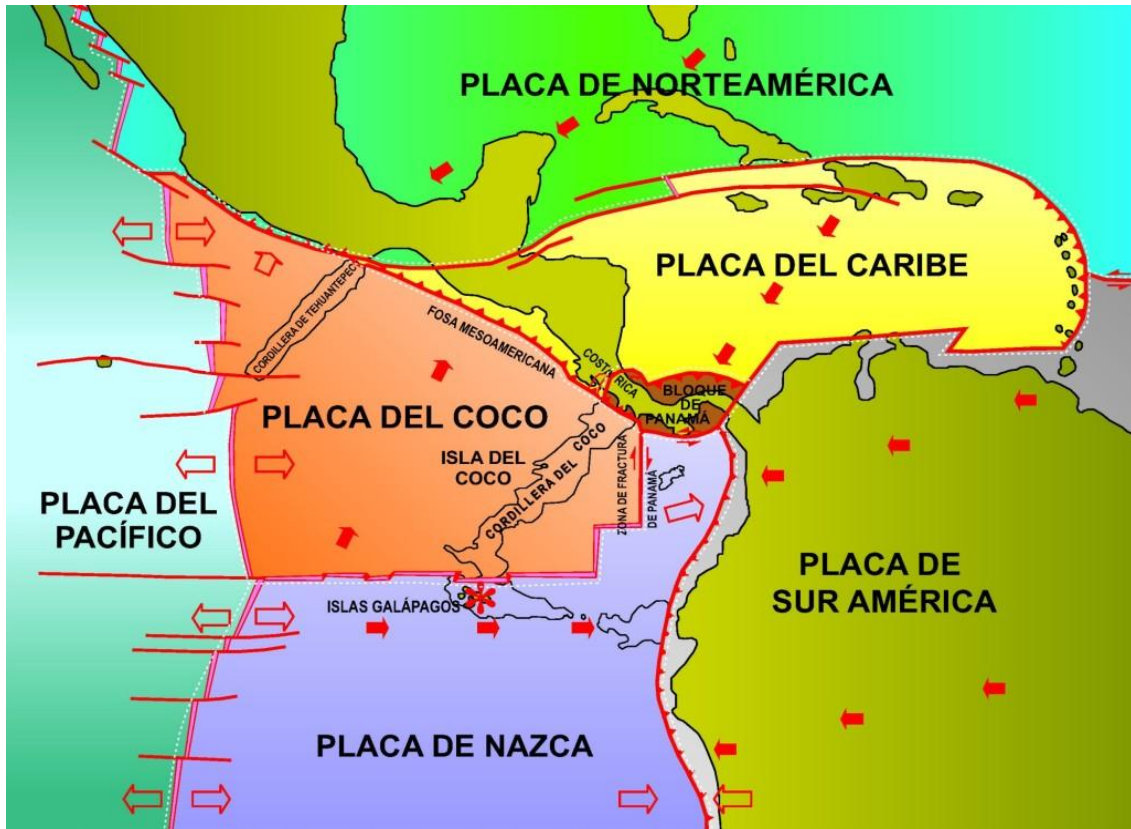 PLACA DE NORTEAMÉRICA
PLACA DEL CARIBE
CORDILLERA DE TEHUANTEPEC
FOSA MESOAMERICANA
COSTA RICA
BLOQUE
DE
PANAMÁ
PLACA DEL COCO
ISLA DEL
COCO
CORDILLERA DEL COCO
ZONA DE FRACTURA
DE PANAMÁ
PLACA DEL
PACÍFICO
PLACA DE
SUR AMÉRICA
ISLAS GALÁPAGOS
PLACA DE NAZCA